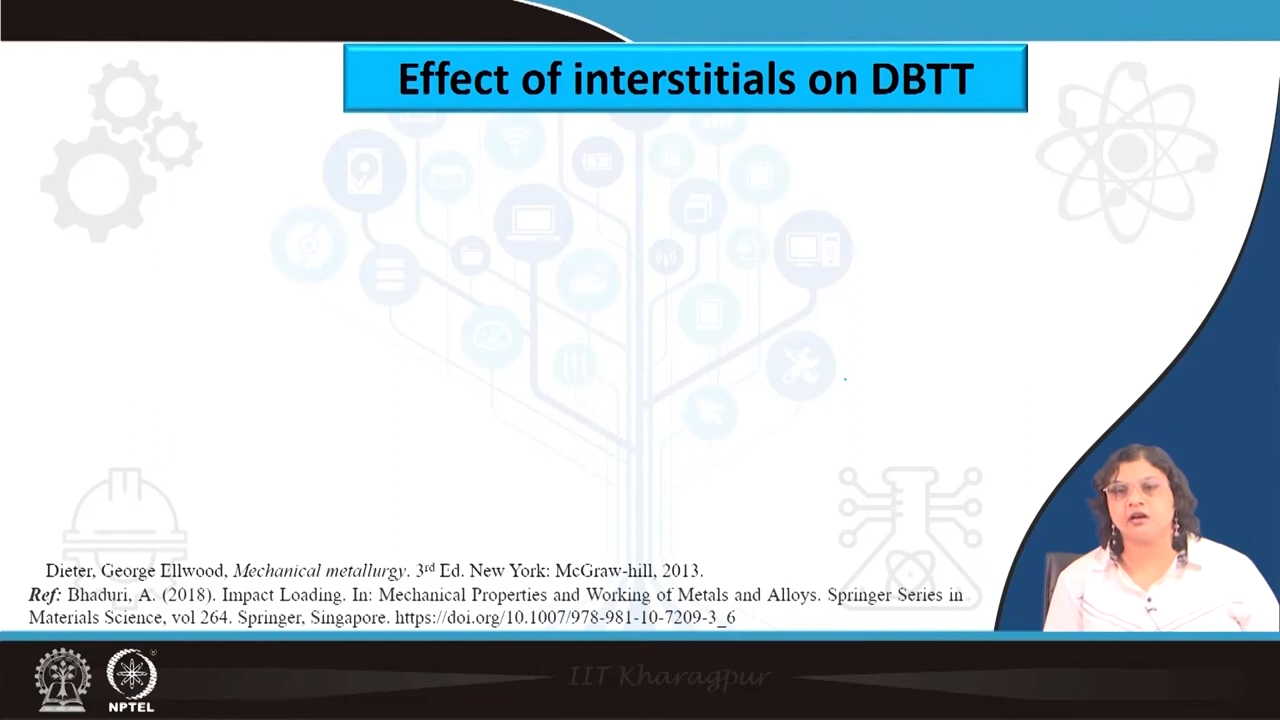 Effect of interstitials on DBTT
Dieter, George Ellwood, Mechanical metallurgy. 3rd Ed. New York: McGraw-hill, 2013.
Ref: Bhaduri, A. (2018). Impact Loading. In: Mechanical Properties and Working of Metals and Alloys. Springer Series in
Materials Science, vol 264. Springer, Singapore. https://doi.org/10.1007/978-981-10-7209-3_6
IIT Kharagpur
NPTEL